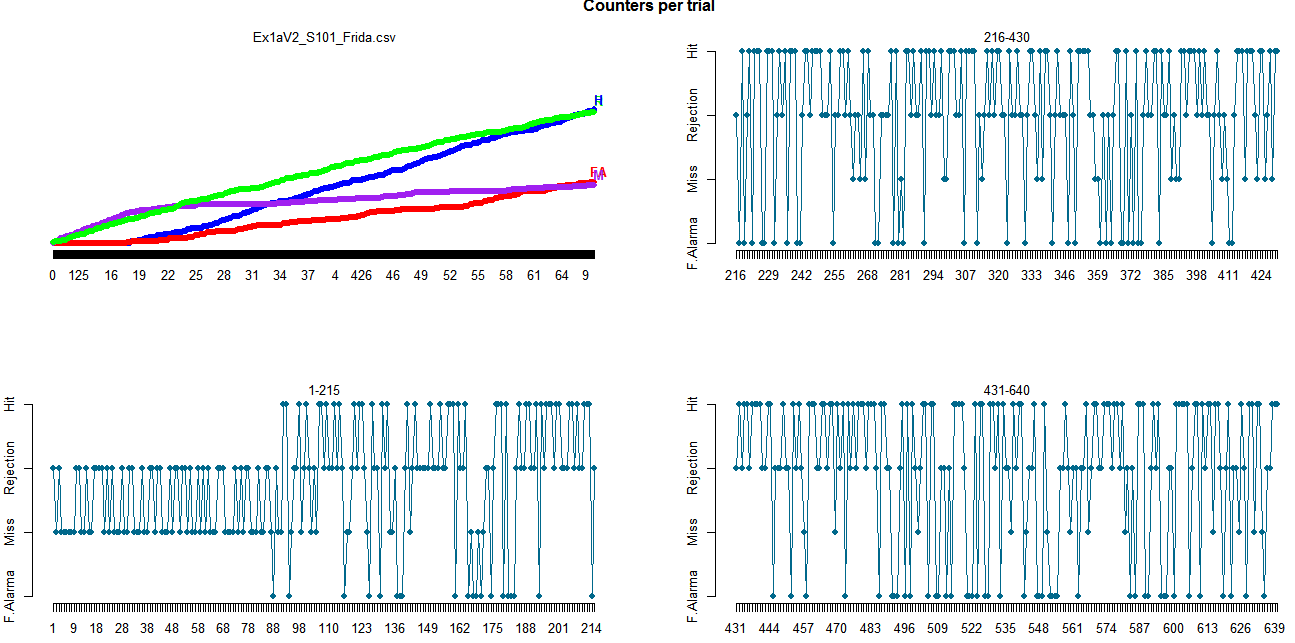 Counters per trial
Ex1aV2_S101_Frida.csv
H
FA
M
0 125 16 19 22 25 28 31 34 37 4 426 46 49 52 55 58 61 64 9
216-430
Hit
Rejection
Miss
F.Alarma
216 229 242 255 268 281 294 307 320 333 346 359 372 385 398 411 424
1-215
Hit
Rejection
Miss
F.Alarma
1 9 18 28 38 48 58 68 78 88 98 110 123 136 149 161 175 188 201 214
431-640
Hit
Rejection
Miss
F.Alarma
431 444 457 470 483 496 509 522 535 548 561 574 587 600 613 626 639